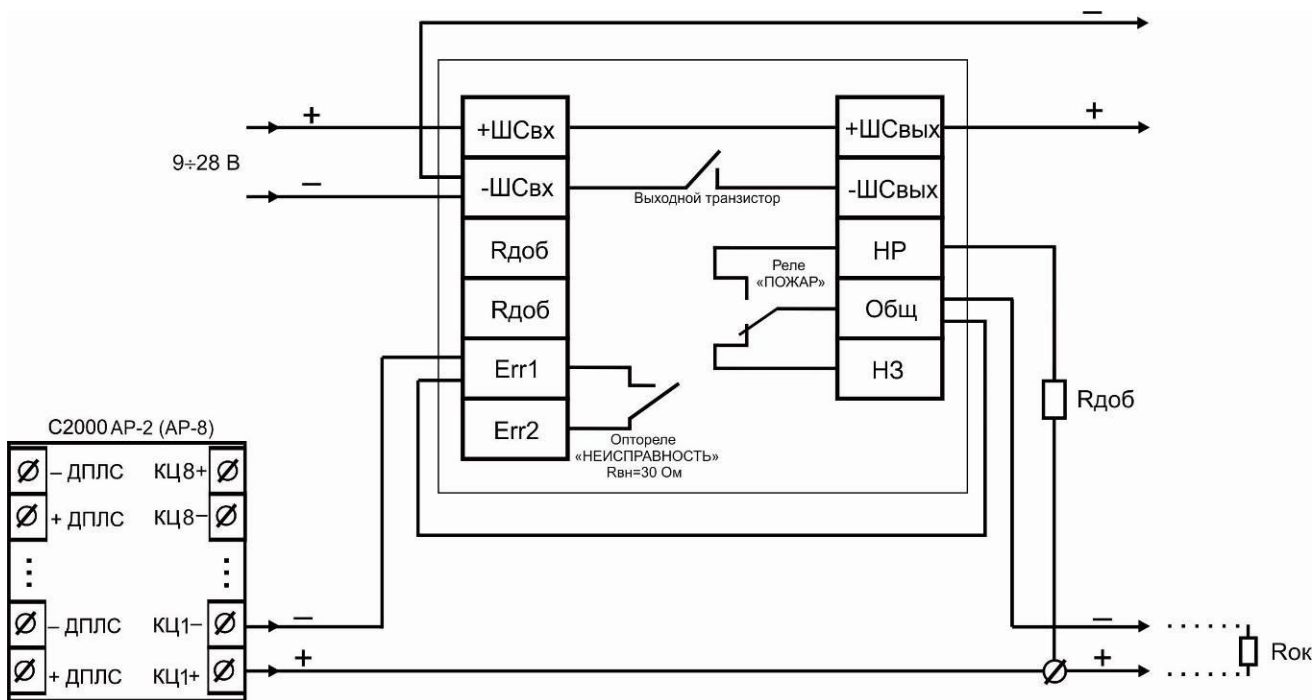 –
+
+
9÷28 В
–
+ШСвх
-ШСвх
Rдоб
Rдоб
Err1
Err2
Выходной транзистор
Реле
«ПОЖАР»
Оптореле
«НЕИСПРАВНОСТЬ»
Rвн=30 Ом
+ШСвых
-ШСвых
НР
Общ
НЗ
Rдоб
С2000 АР-2 (АР-8)
– ДПЛС КЦ8+
+ ДПЛС КЦ8–
– ДПЛС КЦ1–
+ ДПЛС КЦ1+
–
+
–
+
Rок